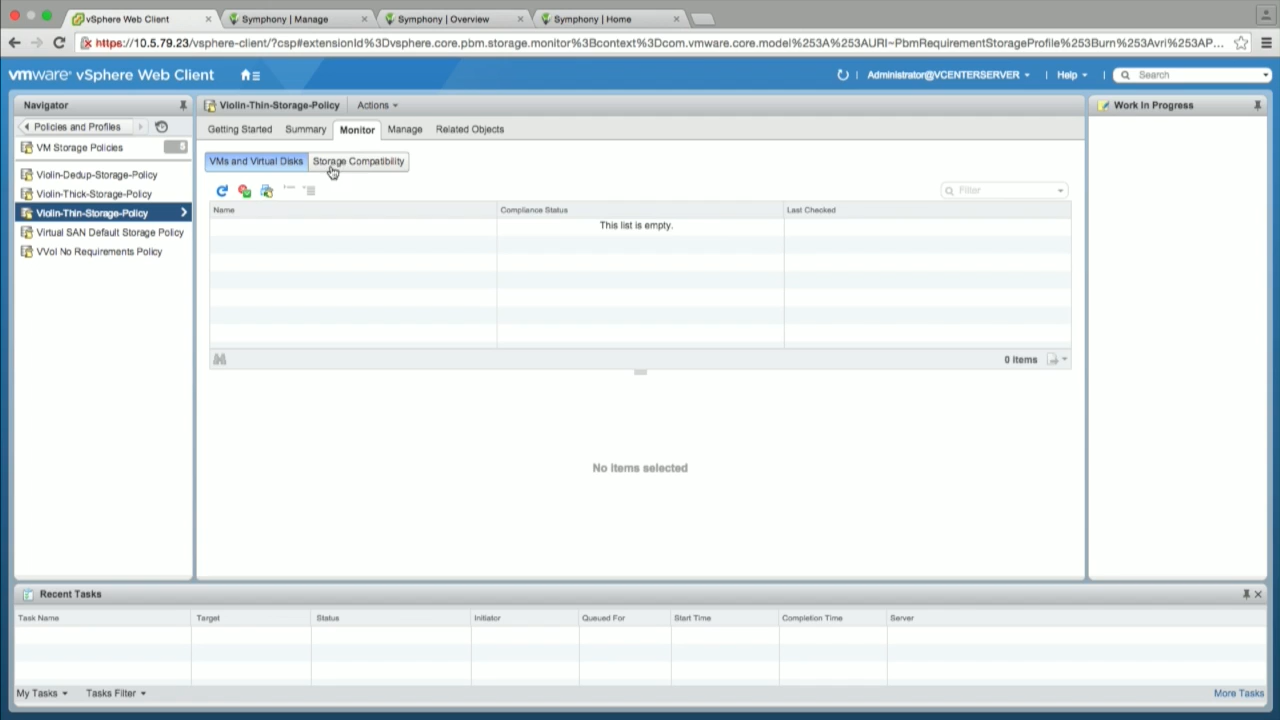 vSphere Web Client
Symphony | Manage
Symphony | Overview
Symphony | Home
https://10.5.79.23/vsphere-client/?csp#extensionId%3Dvsphere.core.pbm.storage.monitor%3Bcontext%3Dcom.vmware.core.model%253A%253AURI~PbmRequirementStorageProfile%253Burn%253Avri%253AP...
vmware® vSphere Web Client
Administrator@VCENTERSERVER
Help
Search
Navigator
Policies and Profiles
VM Storage Policies
5
Violin-Dedup-Storage-Policy
Violin-Thick-Storage-Policy
Violin-Thin-Storage-Policy
Virtual SAN Default Storage Policy
VVol No Requirements Policy
Violin-Thin-Storage-Policy
Actions
Getting Started
Summary
Monitor
Manage
Related Objects
VMs and Virtual Disks
Storage Compatibility
Filter
Name
Compliance Status
Last Checked
This list is empty.
0 items
No items selected
Work In Progress
Recent Tasks
Task Name
Target
Status
Initiator
Queued For
Start Time
Completion Time
Server
My Tasks
Tasks Filter
More Tasks